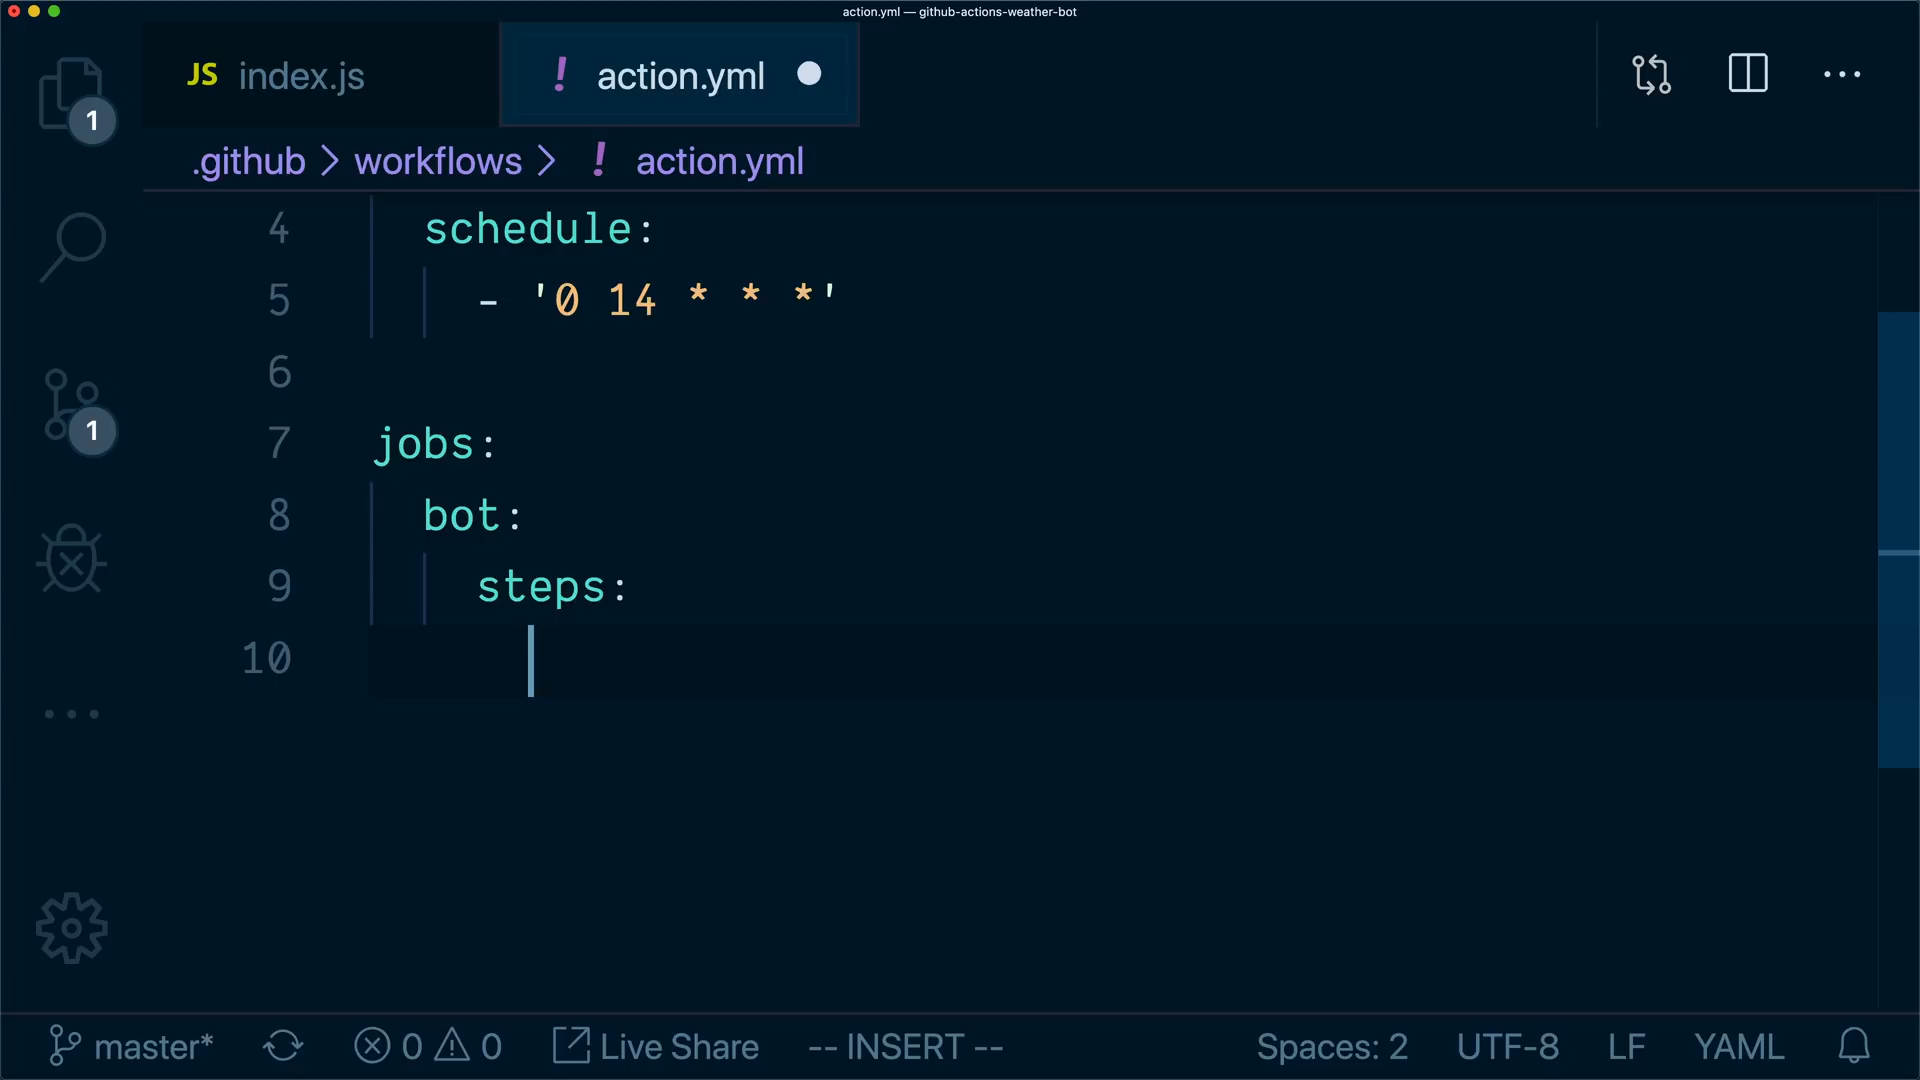 action.yml — github-actions-weather-bot
JS index.js ! action.yml
.github > workflows > ! action.yml
1
4 schedule:
5 - '0 14 * * *'
6
7 jobs:
1
8 bot:
9 steps:
10
master* 0 0 Live Share -- INSERT -- Spaces: 2 UTF-8 LF YAML